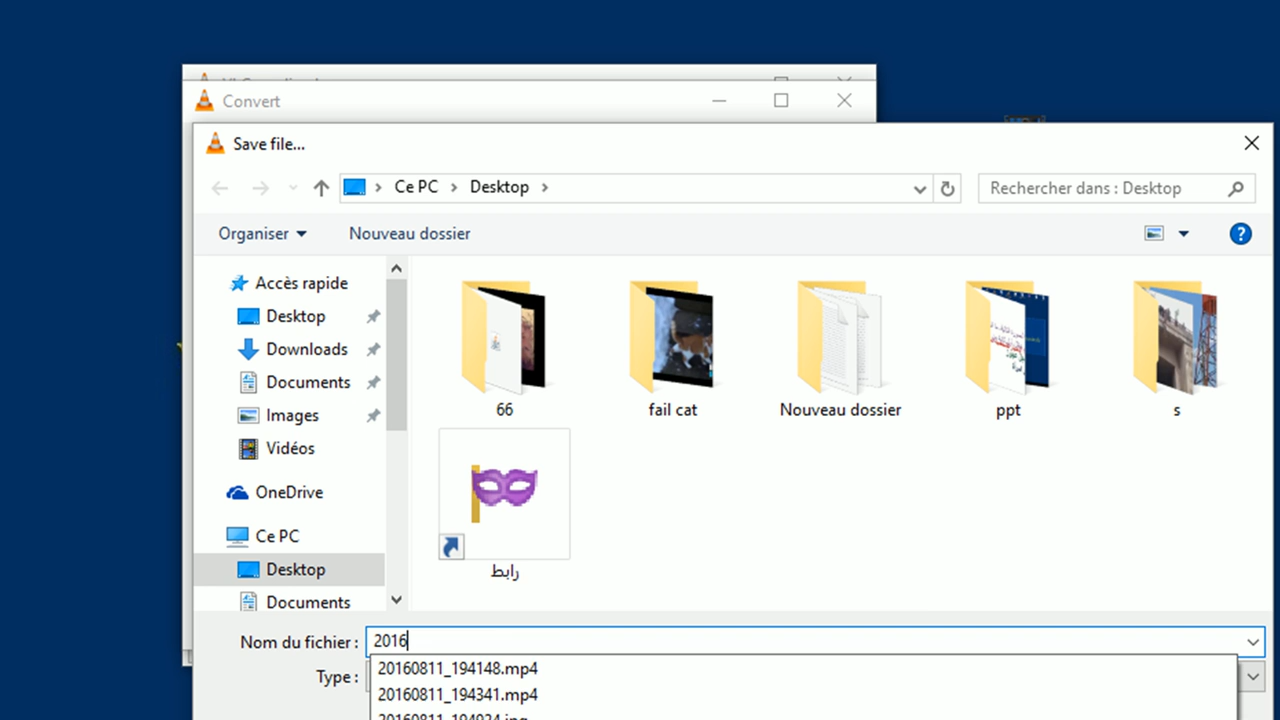 Convert
Save file...
Ce PC
Desktop
Rechercher dans : Desktop
Organiser
Nouveau dossier
?
Accès rapide
Desktop
Downloads
Documents
Images
Vidéos
OneDrive
Ce PC
Desktop
Documents
66
fail cat
Nouveau dossier
ppt
s
رابط
Nom du fichier :
2016
Type :
20160811_194148.mp4
20160811_194341.mp4